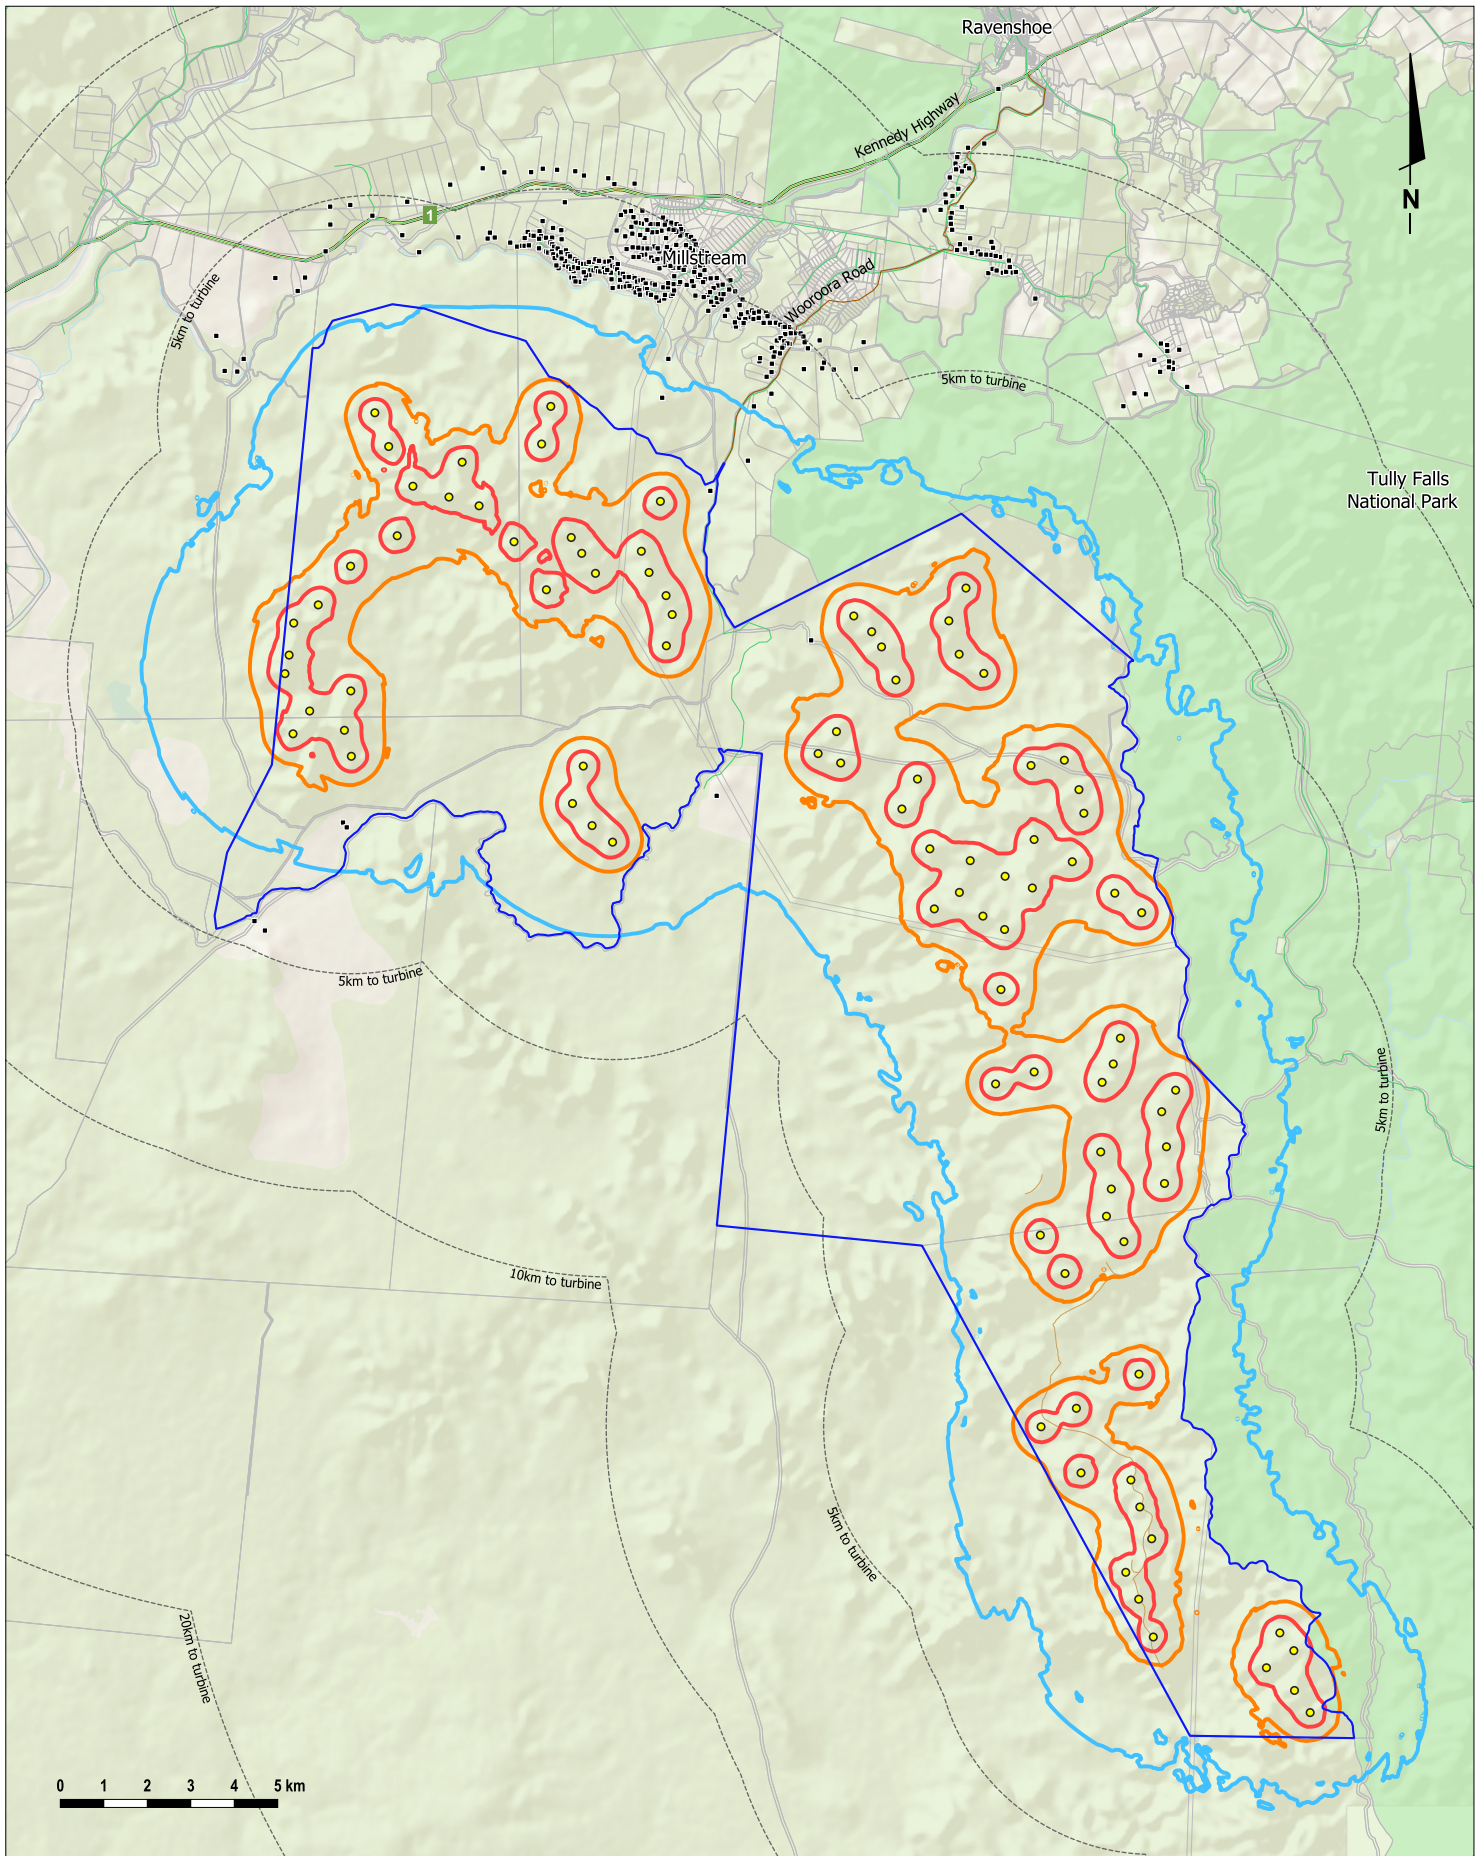 Ravenshoe
Kennedy Highway
N
1
Millstream
Wooroora Road
5km to turbine
5km to turbine
Tully Falls
National Park
5km to turbine
5km to turbine
10km to turbine
5km to turbine
20km to turbine
0 1 2 3 4 5 km